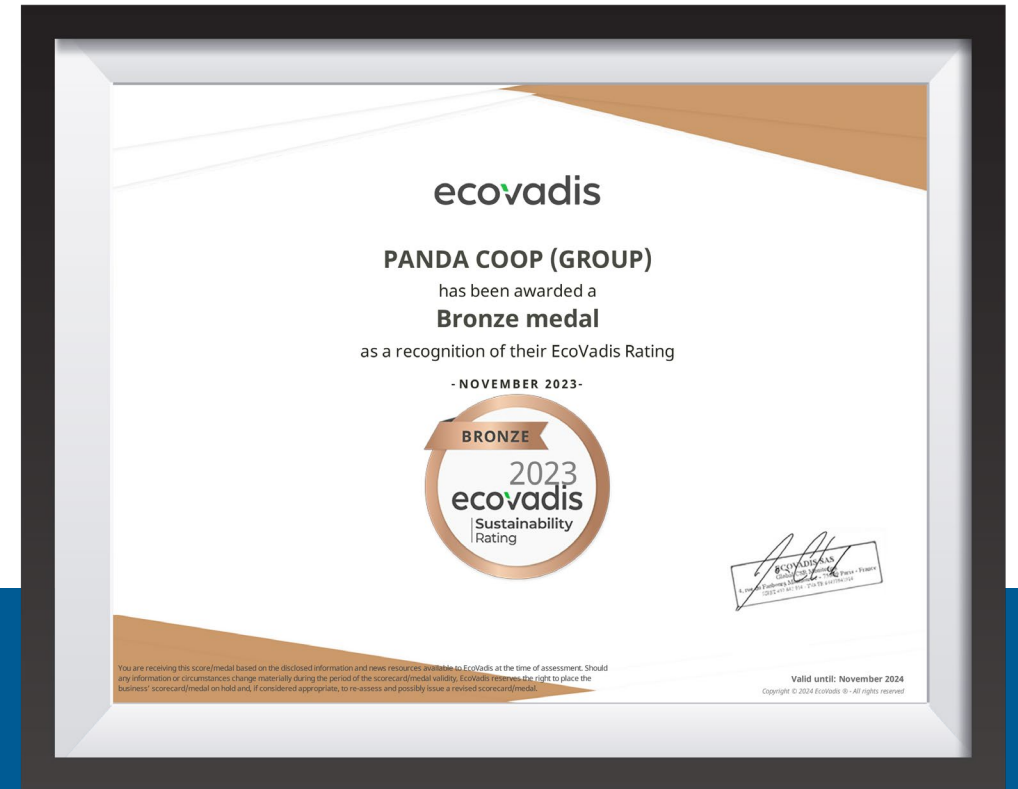 ecovadis
PANDA COOP (GROUP)
has been awarded a
Bronze medal
as a recognition of their EcoVadis Rating
- NOVEMBER 2023-
BRONZE
2023
ecovadis
Sustainability
Rating
ECOVADIS SAS
Paris - France
You are receiving this score/medal based on the disclosed information and news resources available to EcoVadis at the time of assessment. Should
any information or circumstances change materially during the period of the scorecard/medal validity, EcoVadis reserves the right to place the
business' scorecard/medal on hold and, if considered appropriate, to re-assess and possibly issue a revised scorecard/medal.
Valid until: November 2024
Copyright © 2024 EcoVadis ® - All rights reserved